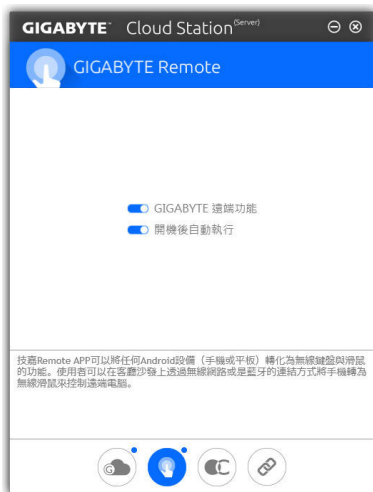 GIGABYTE™ Cloud Station (Server)
GIGABYTE Remote
GIGABYTE 遠端功能
開機後自動執行
技嘉Remote APP可以將任何Android設備（手機或平板）轉化為無線鍵盤與滑鼠
的功能。使用者可以在客廳沙發上透過無線網路或是藍牙的連結方式將手機轉為
無線滑鼠來控制遠端電腦。
G